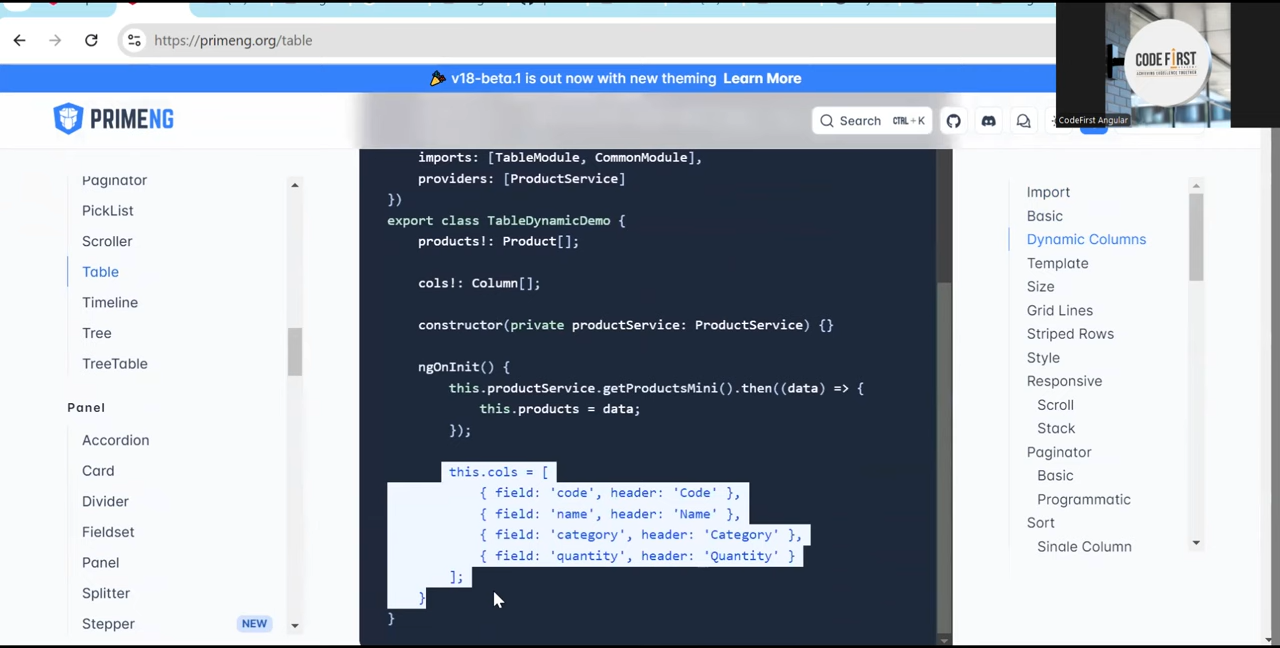 https://primeng.org/table
CODE FIRST
CodeFirst Angular
🎉 v18-beta.1 is out now with new theming Learn More
PRIMENG
Search CTRL+K
Paginator
PickList
Scroller
Table
Timeline
Tree
TreeTable
Panel
Accordion
Card
Divider
Fieldset
Panel
Splitter
Stepper NEW
imports: [TableModule, CommonModule],
providers: [ProductService]
})
export class TableDynamicDemo {
products!: Product[];
cols!: Column[];
constructor(private productService: ProductService) {}
ngOnInit() {
this.productService.getProductsMini().then((data) => {
this.products = data;
});
this.cols = [
{ field: 'code', header: 'Code' },
{ field: 'name', header: 'Name' },
{ field: 'category', header: 'Category' },
{ field: 'quantity', header: 'Quantity' }
];
}
}
Import
Basic
Dynamic Columns
Template
Size
Grid Lines
Striped Rows
Style
Responsive
Scroll
Stack
Paginator
Basic
Programmatic
Sort
Single Column